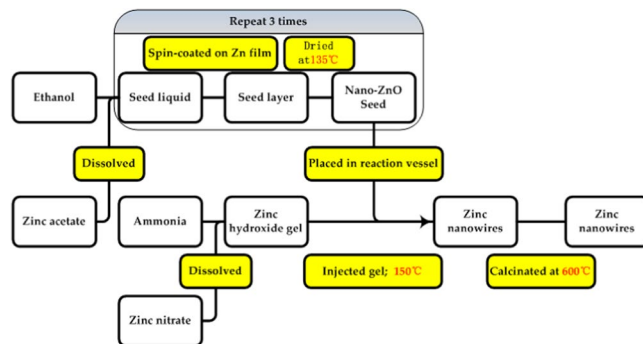 Repeat 3 times
Spin-coated on Zn film
Dried
at135℃
Ethanol
Seed liquid
Seed layer
Nano-ZnO
Seed
Dissolved
Placed in reaction vessel
Zinc acetate
Ammonia
Zinc
hydroxide gel
Zinc
nanowires
Zinc
nanowires
Dissolved
Injected gel; 150℃
Calcinated at 600℃
Zinc nitrate